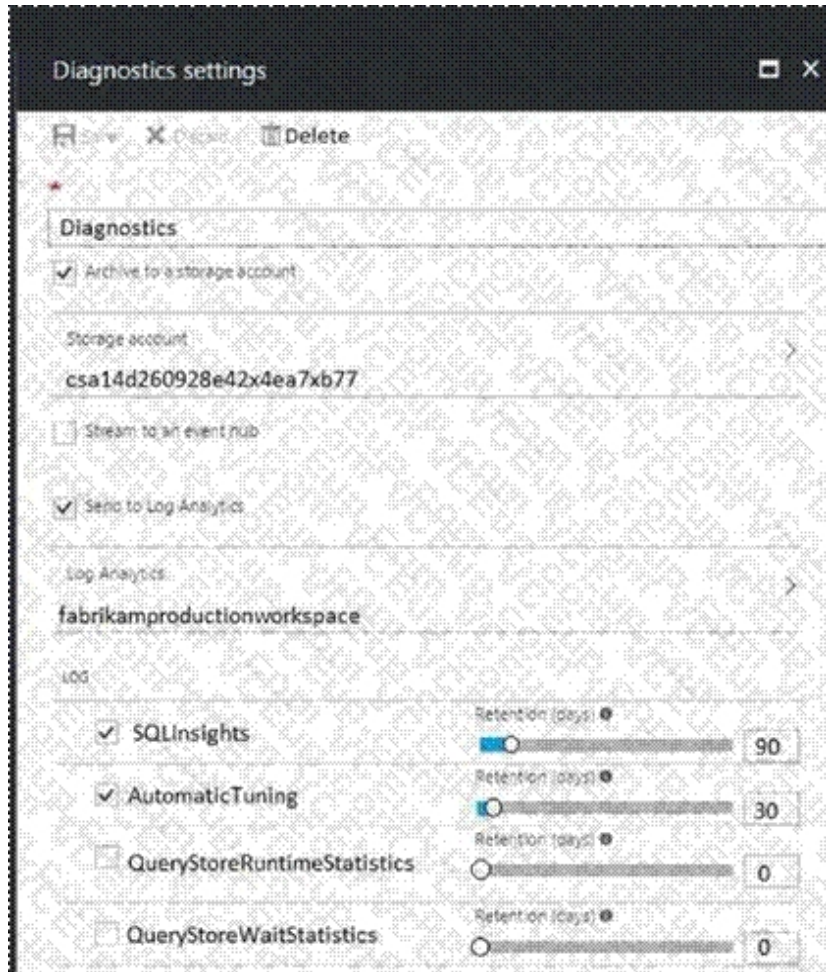 Diagnostics settings
Save Discard Delete
*
Diagnostics
Archive to a storage account
Storage account
csa14d260928e42x4ea7xb77
Stream to an event hub
Send to Log Analytics
Log Analytics
fabrikamproductionworkspace
LOG
SQLInsights Retention (days) 90
AutomaticTuning Retention (days) 30
QueryStoreRuntimeStatistics Retention (days) 0
QueryStoreWaitStatistics Retention (days) 0